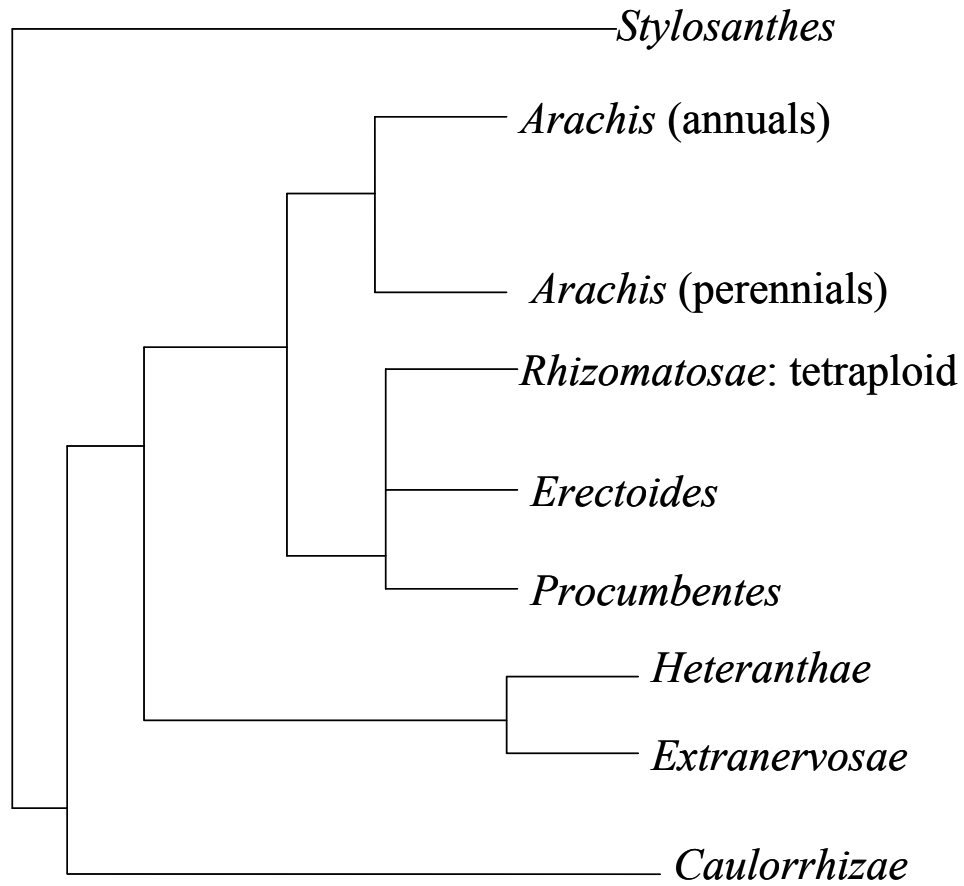 Stylosanthes
Arachis (annuals)
Arachis (perennials)
Rhizomatosae: tetraploid
Erectoides
Procumbentes
Heteranthae
Extranervosae
Caulorrhizae